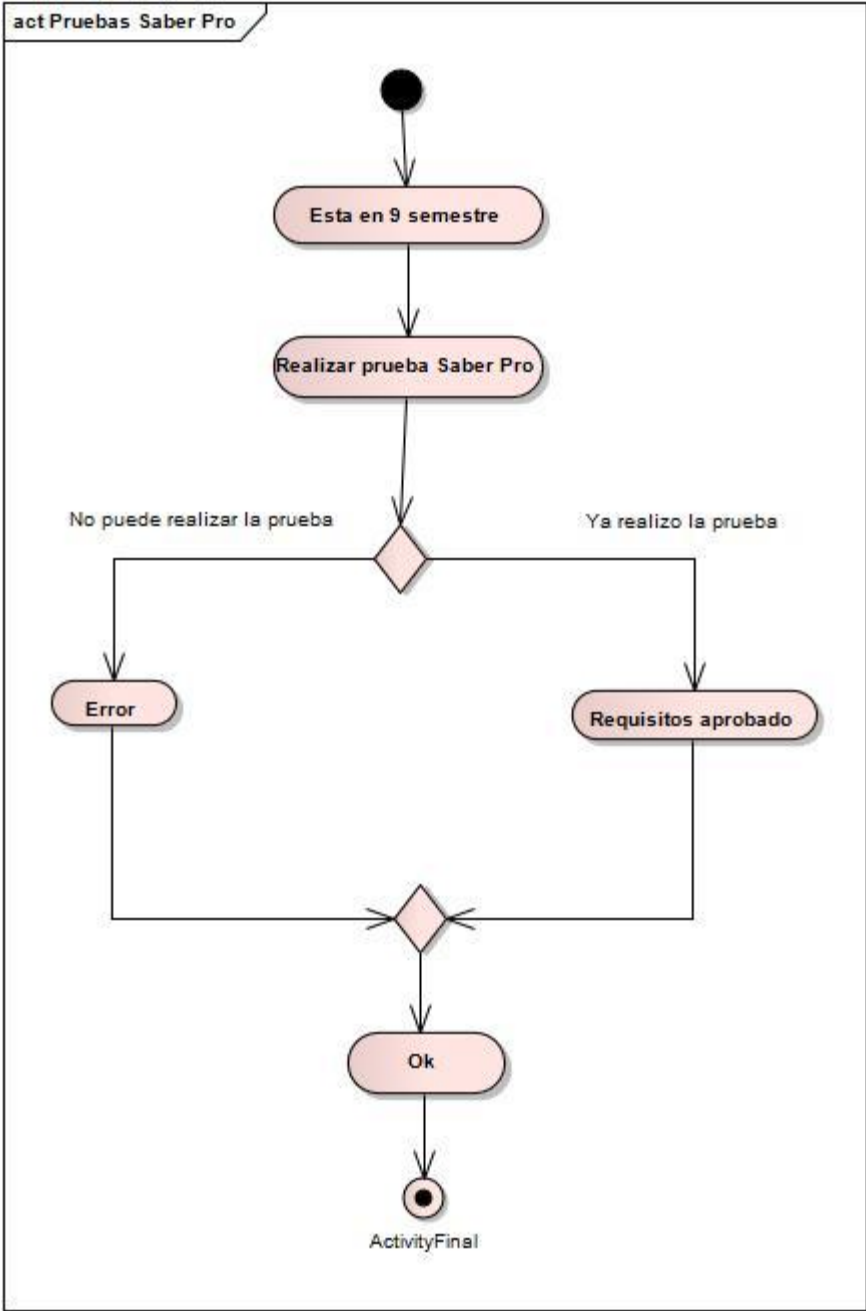 act Pruebas Saber Pro
Esta en 9 semestre
Realizar prueba Saber Pro
No puede realizar la prueba
Ya realizo la prueba
Error
Requisitos aprobado
Ok
ActivityFinal